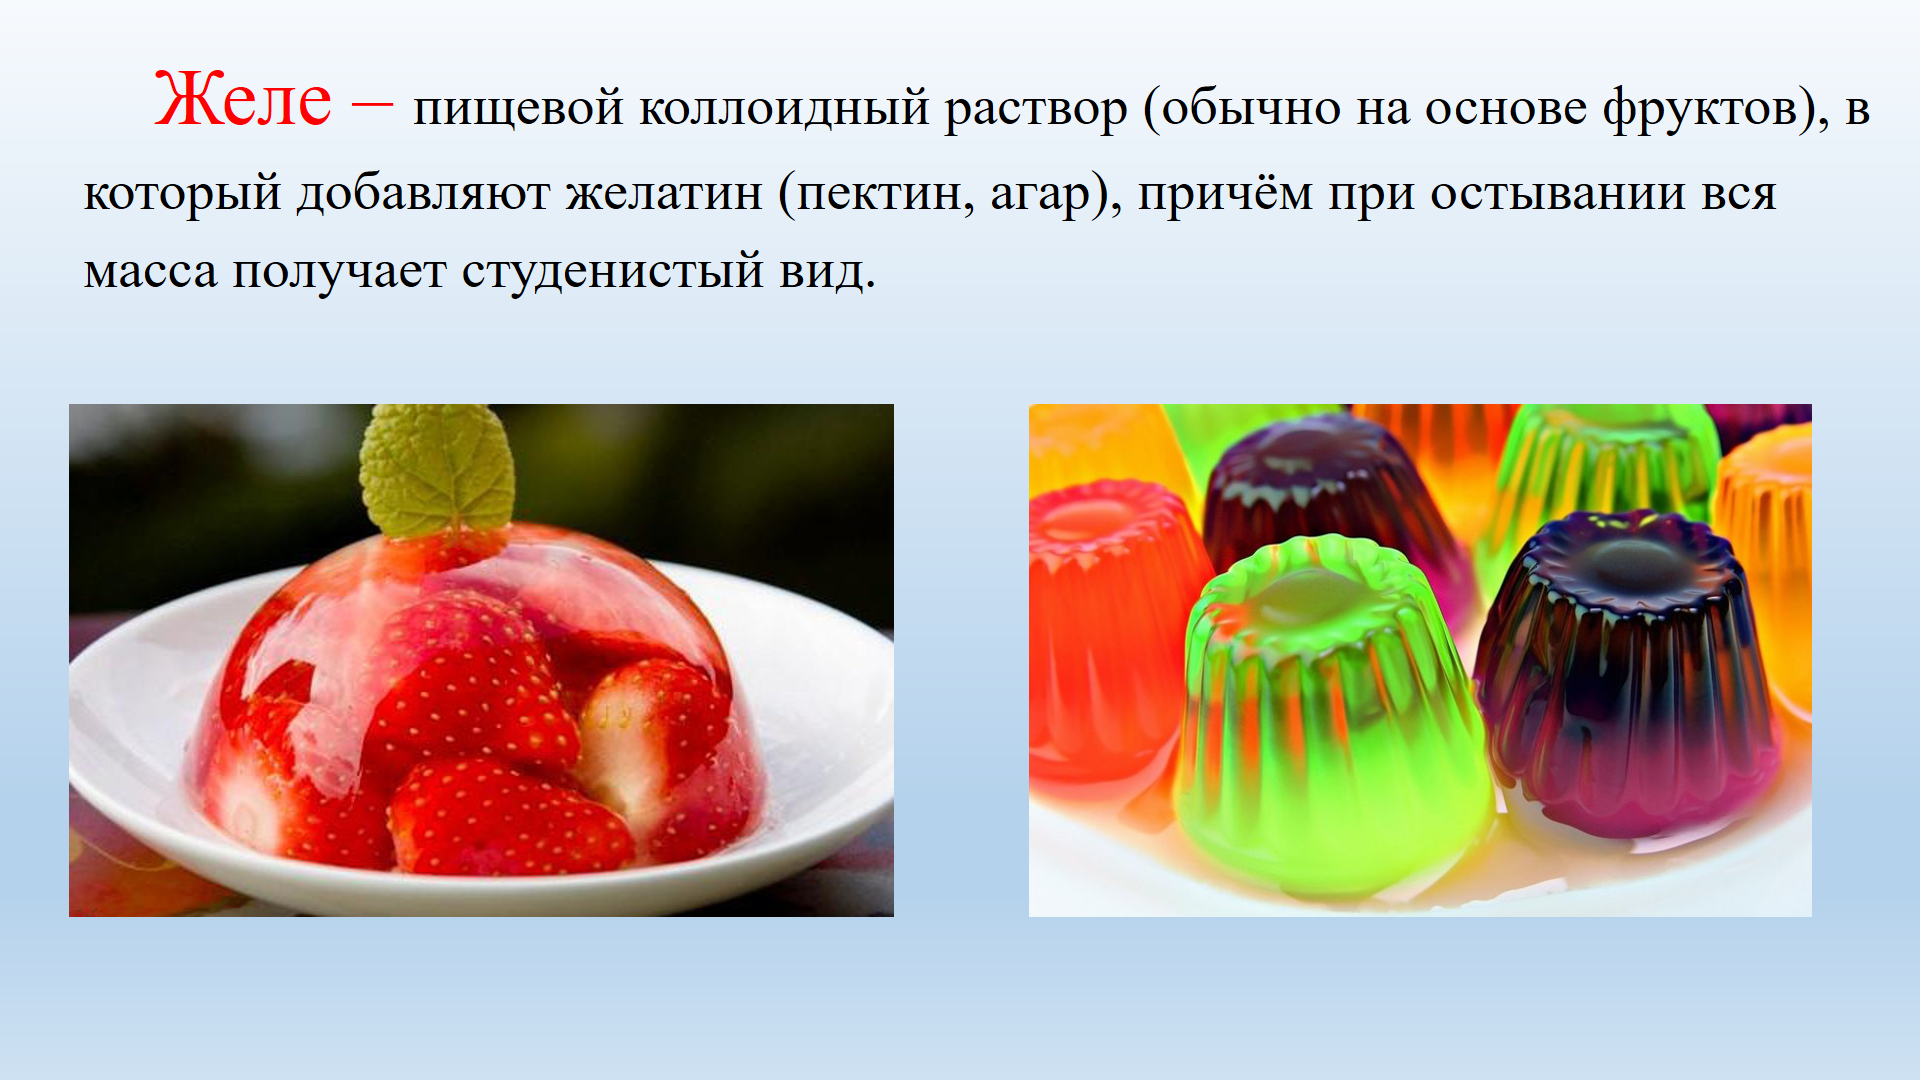 Желе – пищевой коллоидный раствор (обычно на основе фруктов), в
который добавляют желатин (пектин, агар), причём при остывании вся
масса получает студенистый вид.